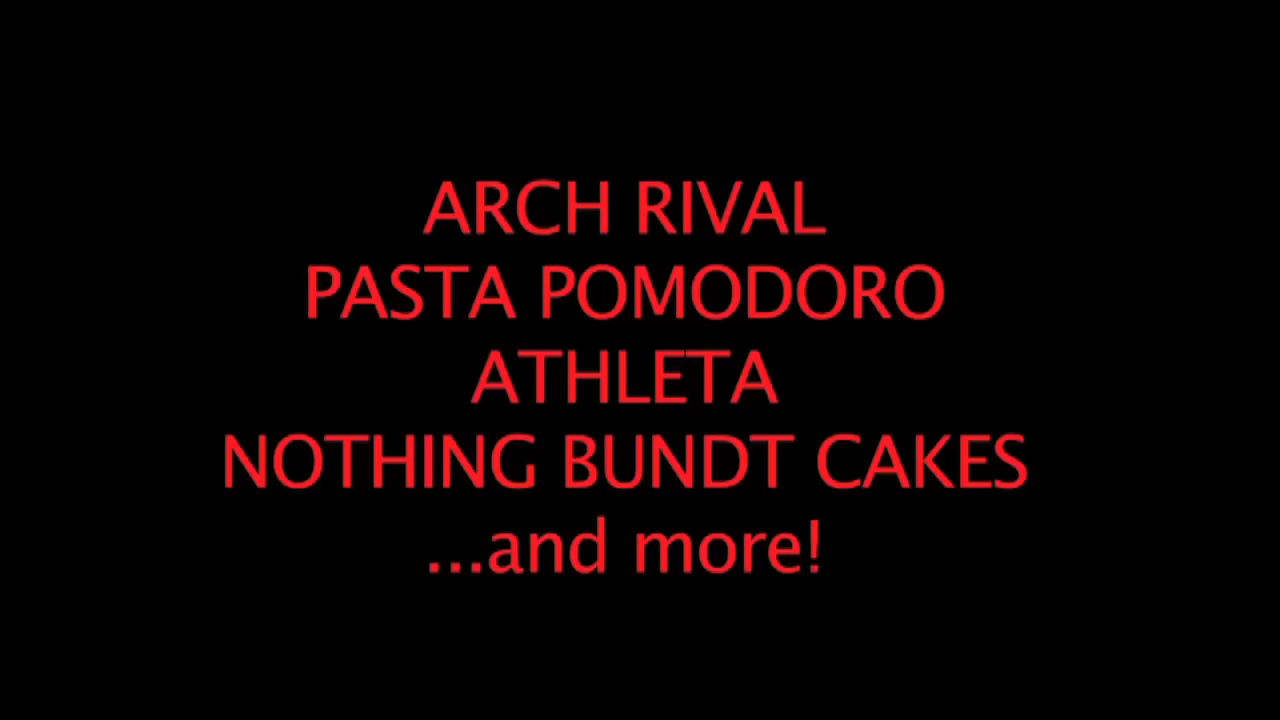 ARCH RIVAL
PASTA POMODORO
ATHLETA
NOTHING BUNDT CAKES
...and more!